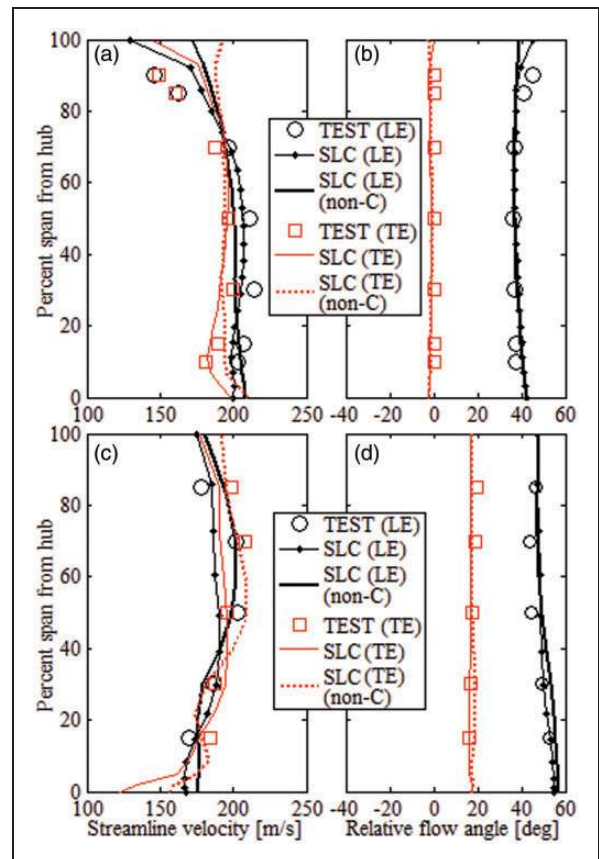 100
80
60
40
20
0
Percent span from hub
(a)
(b)
TEST (LE)
SLC (LE)
SLC (LE)
(non-C)
TEST (TE)
SLC (TE)
SLC (TE)
(non-C)
100
150
200
250
-40
-20
0
20
40
60
100
80
60
40
20
0
Percent span from hub
(c)
(d)
TEST (LE)
SLC (LE)
SLC (LE)
(non-C)
TEST (TE)
SLC (TE)
SLC (TE)
(non-C)
100
150
200
250
-40
-20
0
20
40
60
Streamline velocity [m/s]
Relative flow angle [deg]